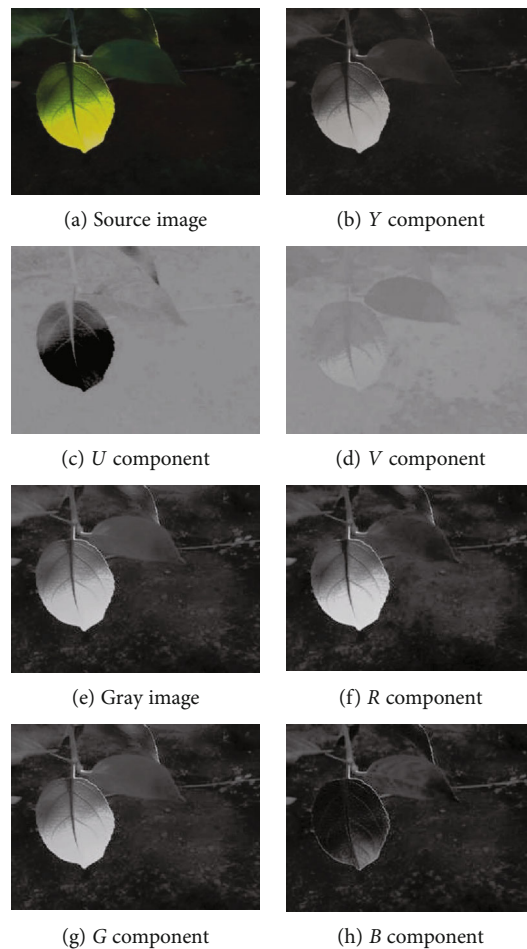 (a) Source image
(b) Y component
(c) U component
(d) V component
(e) Gray image
(f) R component
(g) G component
(h) B component